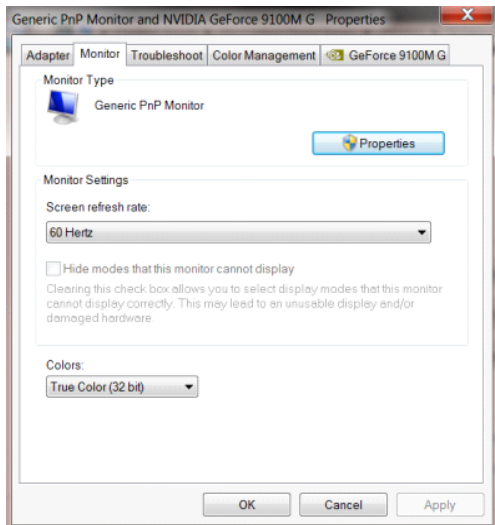 Generic PnP Monitor and NVIDIA GeForce 9100M G Properties
Adapter Monitor Troubleshoot Color Management GeForce 9100M G
Monitor Type
Generic PnP Monitor
Properties
Monitor Settings
Screen refresh rate:
60 Hertz
Hide modes that this monitor cannot display
Clearing this check box allows you to select display modes that this monitor
cannot display correctly. This may lead to an unusable display and/or
damaged hardware.
Colors:
True Color (32 bit)
OK Cancel Apply